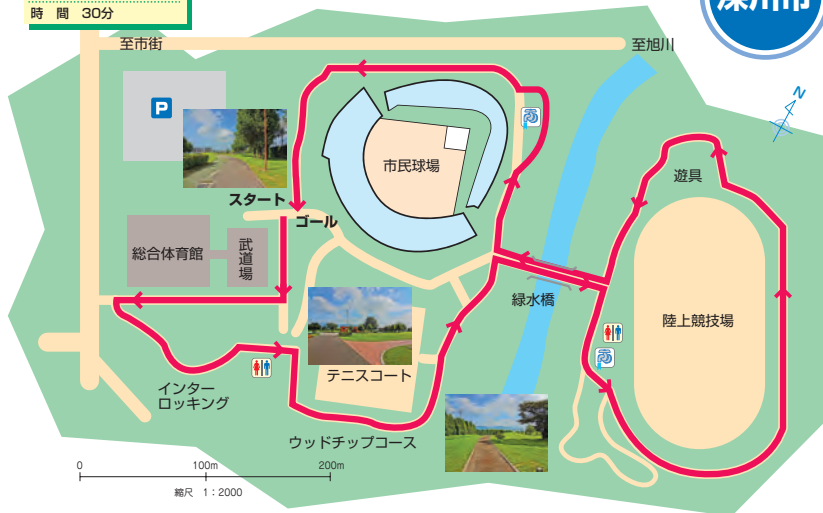 時 間 30分
深川市
至市街
至旭川
N
P
遊具
市民球場
スタート
ゴール
総合体育館
武道場
緑水橋
陸上競技場
テニスコート
インター
ロッキング
ウッドチップコース
0 100m 200m
縮尺 1:2000